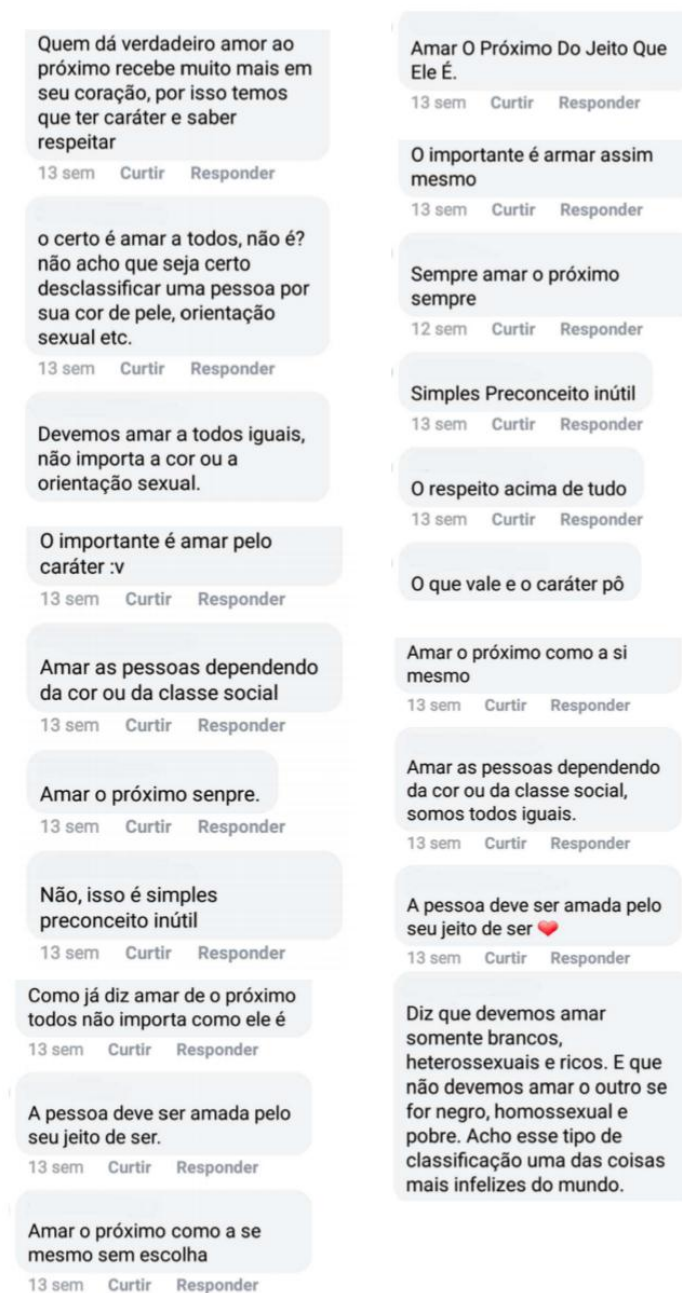 Quem dá verdadeiro amor ao
próximo recebe muito mais em
seu coração, por isso temos
que ter caráter e saber
respeitar
13 sem Curtir Responder
o certo é amar a todos, não é?
não acho que seja certo
desclassificar uma pessoa por
sua cor de pele, orientação
sexual etc.
13 sem Curtir Responder
Devemos amar a todos iguais,
não importa a cor ou a
orientação sexual.
O importante é amar pelo
caráter :v
13 sem Curtir Responder
Amar as pessoas dependendo
da cor ou da classe social
13 sem Curtir Responder
Amar o próximo senpre.
13 sem Curtir Responder
Não, isso é simples
preconceito inútil
13 sem Curtir Responder
Como já diz amar de o próximo
todos não importa como ele é
13 sem Curtir Responder
A pessoa deve ser amada pelo
seu jeito de ser.
13 sem Curtir Responder
Amar o próximo como a se
mesmo sem escolha
13 sem Curtir Responder
Amar O Próximo Do Jeito Que
Ele É.
13 sem Curtir Responder
O importante é armar assim
mesmo
13 sem Curtir Responder
Sempre amar o próximo
sempre
12 sem Curtir Responder
Simples Preconceito inútil
13 sem Curtir Responder
O respeito acima de tudo
13 sem Curtir Responder
O que vale e o caráter pô
Amar o próximo como a si
mesmo
13 sem Curtir Responder
Amar as pessoas dependendo
da cor ou da classe social,
somos todos iguais.
13 sem Curtir Responder
A pessoa deve ser amada pelo
seu jeito de ser ❤
13 sem Curtir Responder
Diz que devemos amar
somente brancos,
heterossexuais e ricos. E que
não devemos amar o outro se
for negro, homossexual e
pobre. Acho esse tipo de
classificação uma das coisas
mais infelizes do mundo.